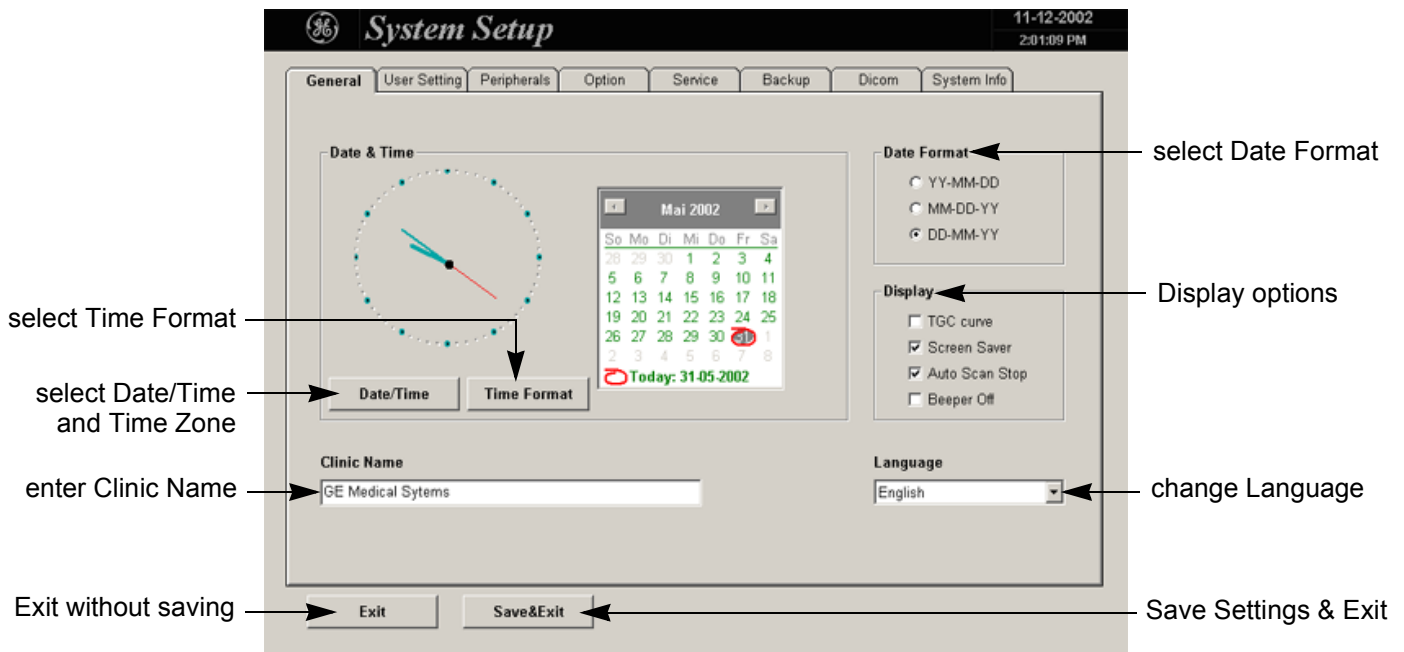 System Setup
11-12-2002
2:01:09 PM
General User Setting Peripherals Option Service Backup Dicom System Info
Date & Time
Mai 2002
So Mo Di Mi Do Fr Sa
28 29 30 1 2 3 4
5 6 7 8 9 10 11
12 13 14 15 16 17 18
19 20 21 22 23 24 25
26 27 28 29 30 31 1
2 3 4 5 6 7 8
Today: 31-05-2002
Date/Time
Time Format
Date Format
YY-MM-DD
MM-DD-YY
DD-MM-YY
select Date Format
Display
TGC curve
Screen Saver
Auto Scan Stop
Beeper Off
Display options
select Time Format
select Date/Time
and Time Zone
Clinic Name
GE Medical Sytems
enter Clinic Name
Language
English
change Language
Exit without saving
Exit
Save&Exit
Save Settings & Exit